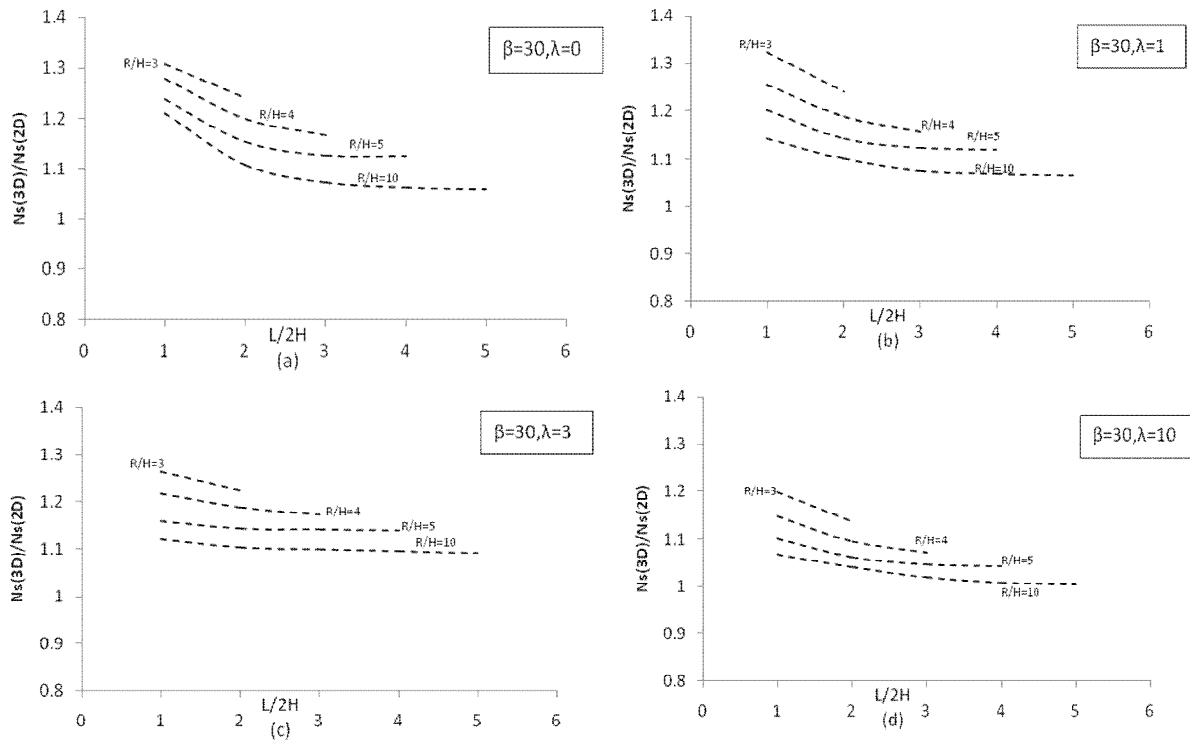 1.4
1.3
1.2
1.1
1
0.9
0.8
Ns(3D)/Ns(2D)
β=30,λ=0
R/H=3
R/H=4
R/H=5
R/H=10
0 1 2 3 4 5 6
L/2H
(a)
1.4
1.3
1.2
1.1
1
0.9
0.8
Ns(3D)/Ns(2D)
β=30,λ=1
R/H=3
R/H=4
R/H=5
R/H=10
0 1 2 3 4 5 6
L/2H
(b)
1.4
1.3
1.2
1.1
1
0.9
0.8
Ns(3D)/Ns(2D)
β=30,λ=3
R/H=3
R/H=4
R/H=5
R/H=10
0 1 2 3 4 5 6
L/2H
(c)
1.4
1.3
1.2
1.1
1
0.9
0.8
Ns(3D)/Ns(2D)
β=30,λ=10
R/H=3
R/H=4
R/H=5
R/H=10
0 1 2 3 4 5 6
L/2H
(d)